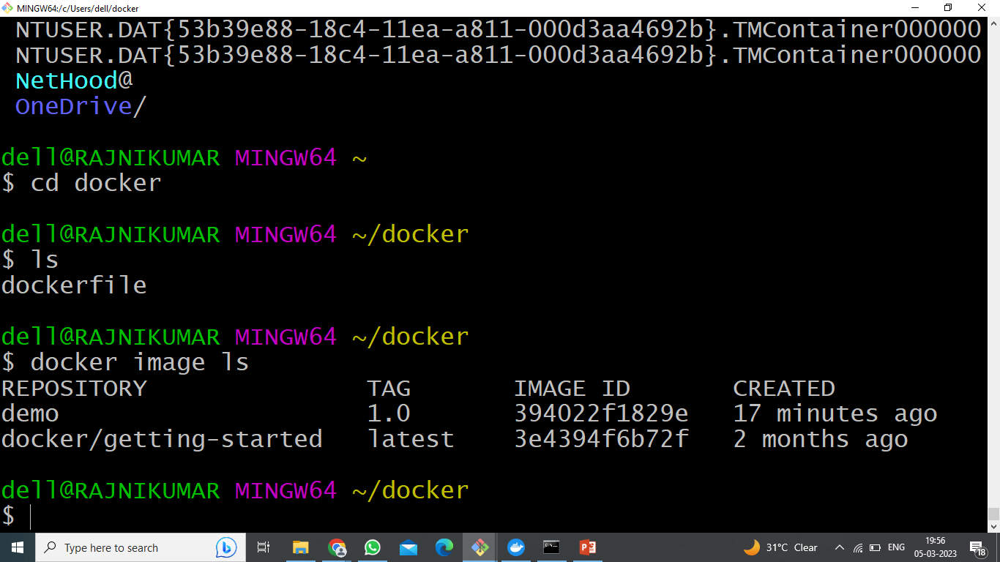 MINGW64:/c/Users/dell/docker
NTUSER.DAT{53b39e88-18c4-11ea-a811-000d3aa4692b}.TMContainer000000
NTUSER.DAT{53b39e88-18c4-11ea-a811-000d3aa4692b}.TMContainer000000
NetHood@
OneDrive/
dell@RAJNIKUMAR MINGW64 ~
$ cd docker
dell@RAJNIKUMAR MINGW64 ~/docker
$ ls
dockerfile
dell@RAJNIKUMAR MINGW64 ~/docker
$ docker image ls
REPOSITORY TAG IMAGE ID CREATED
demo 1.0 394022f1829e 17 minutes ago
docker/getting-started latest 3e4394f6b72f 2 months ago
dell@RAJNIKUMAR MINGW64 ~/docker
$
Type here to search
31°C Clear
ENG
19:56
05-03-2023
18